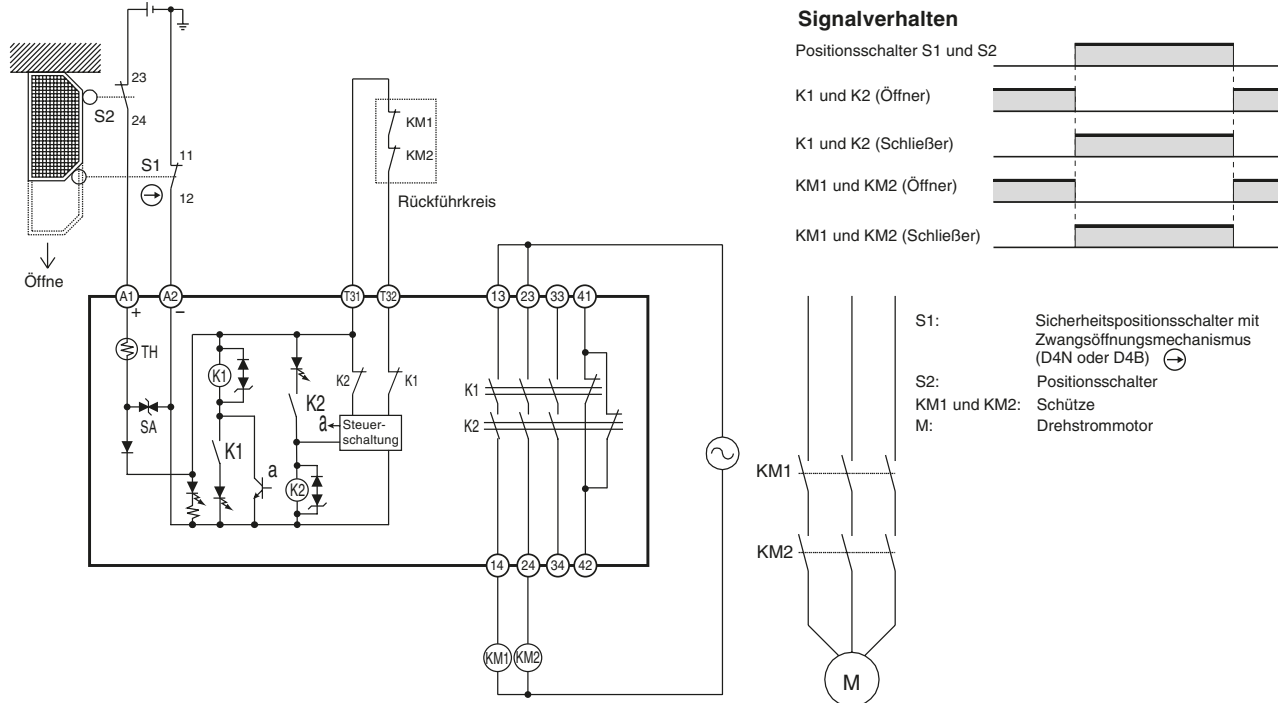 Signalverhalten
Positionsschalter S1 und S2
K1 und K2 (Öffner)
K1 und K2 (Schließer)
KM1 und KM2 (Öffner)
KM1 und KM2 (Schließer)
23
S2
24
11
S1
12
Öffne
KM1
KM2
Rückführkreis
A1
A2
T31
T32
13
23
33
41
+
−
TH
K1
SA
K1
a
K2
K2
K2
K1
a
Steuer-
schaltung
K1
K2
14
24
34
42
KM1
KM2
KM1
KM2
M
S1: Sicherheitspositionsschalter mit
Zwangsöffnungsmechanismus
(D4N oder D4B)
S2: Positionsschalter
KM1 und KM2: Schütze
M: Drehstrommotor